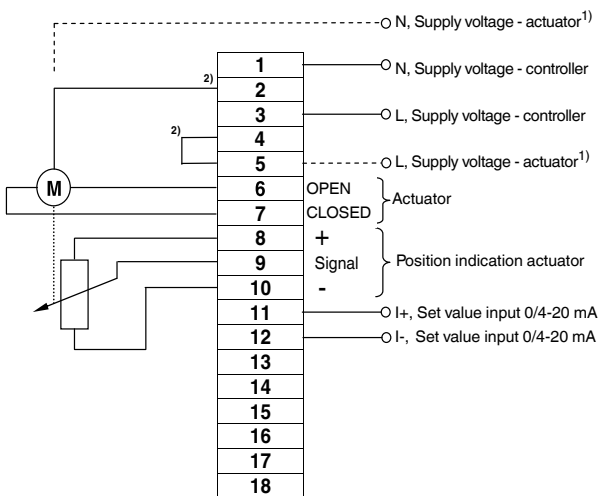 N, Supply voltage - actuator1)
1 N, Supply voltage - controller
2) 2
3 L, Supply voltage - controller
2) 4
5 L, Supply voltage - actuator1)
M 6 OPEN
Actuator
7 CLOSED
8 +
9 Signal Position indication actuator
10 -
11 I+, Set value input 0/4-20 mA
12 I-, Set value input 0/4-20 mA
13
14
15
16
17
18